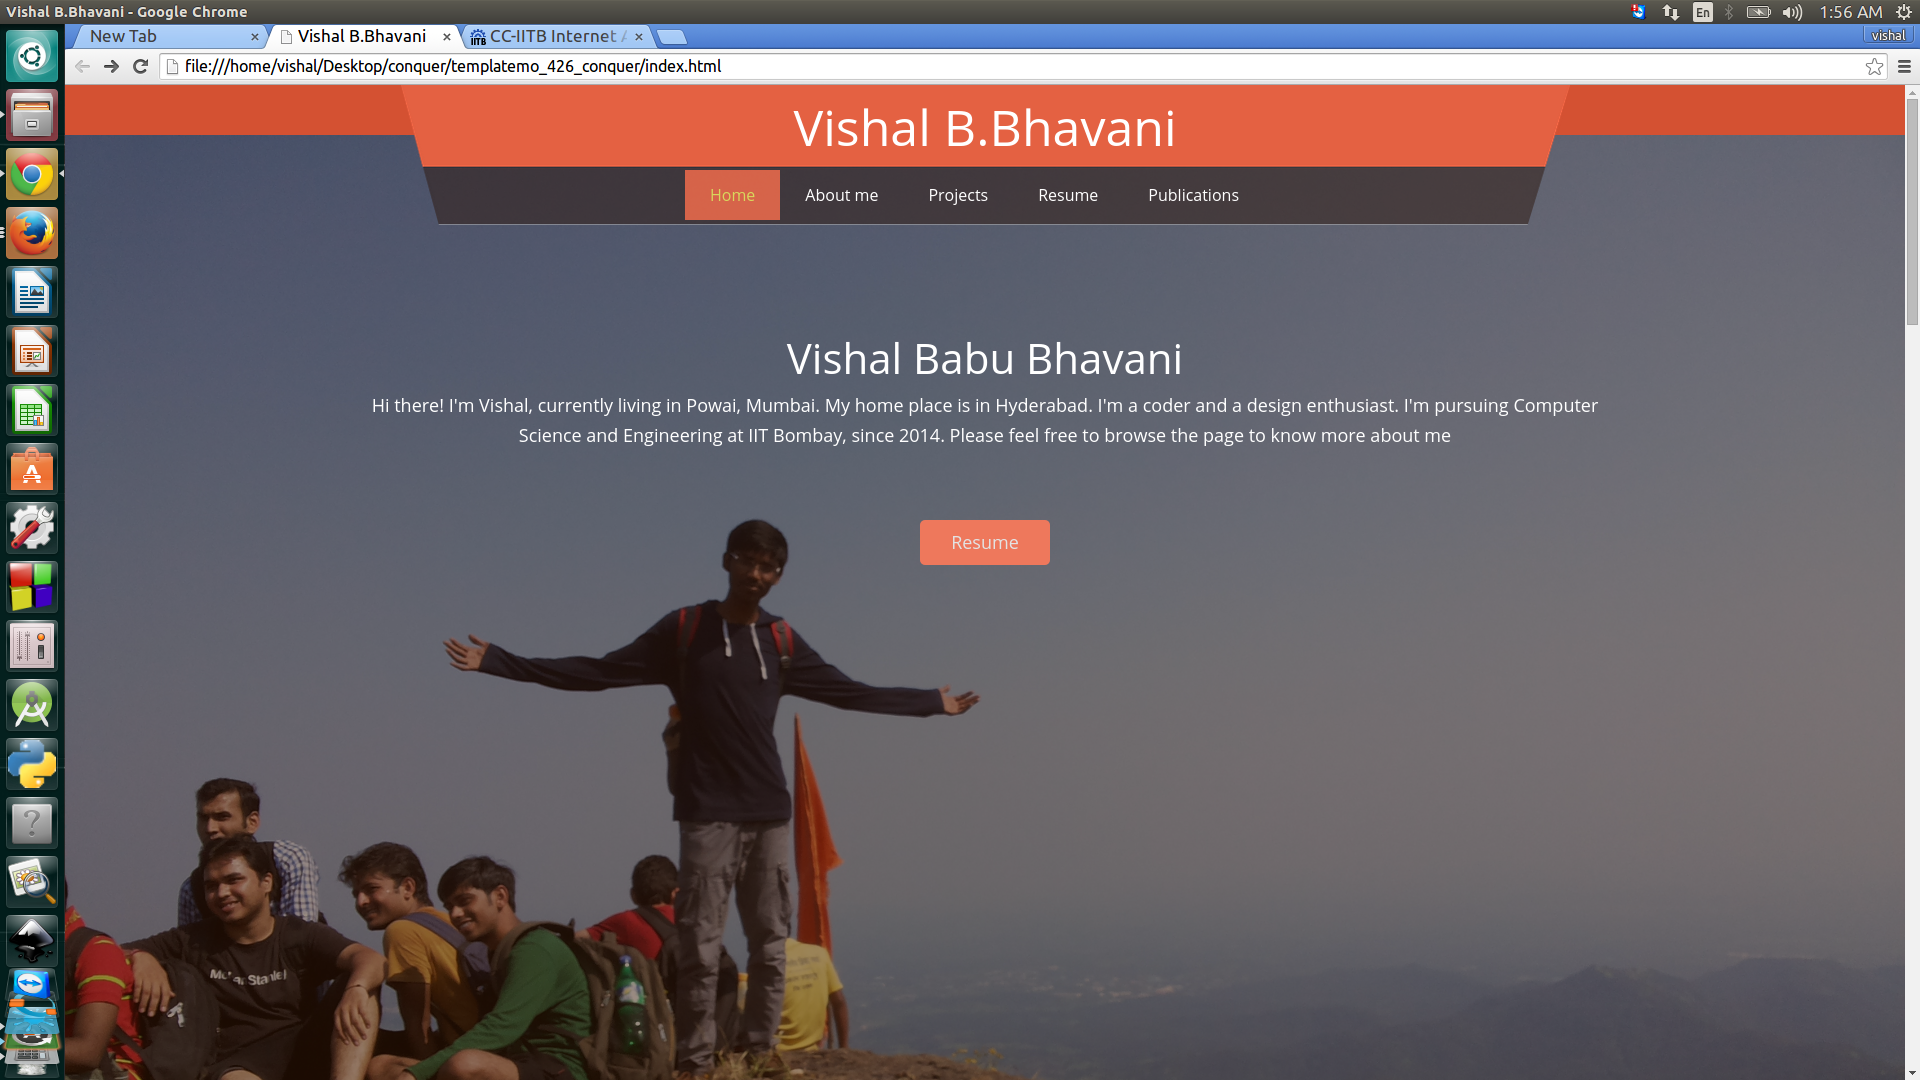 Vishal B.Bhavani - Google Chrome
En
1:56 AM
New Tab
Vishal B.Bhavani
CC-IITB Internet
vishal
file:///home/vishal/Desktop/conquer/templatemo_426_conquer/index.html
Vishal B.Bhavani
Home
About me
Projects
Resume
Publications
Vishal Babu Bhavani
Hi there! I'm Vishal, currently living in Powai, Mumbai. My home place is in Hyderabad. I'm a coder and a design enthusiast. I'm pursuing Computer
Science and Engineering at IIT Bombay, since 2014. Please feel free to browse the page to know more about me
Resume